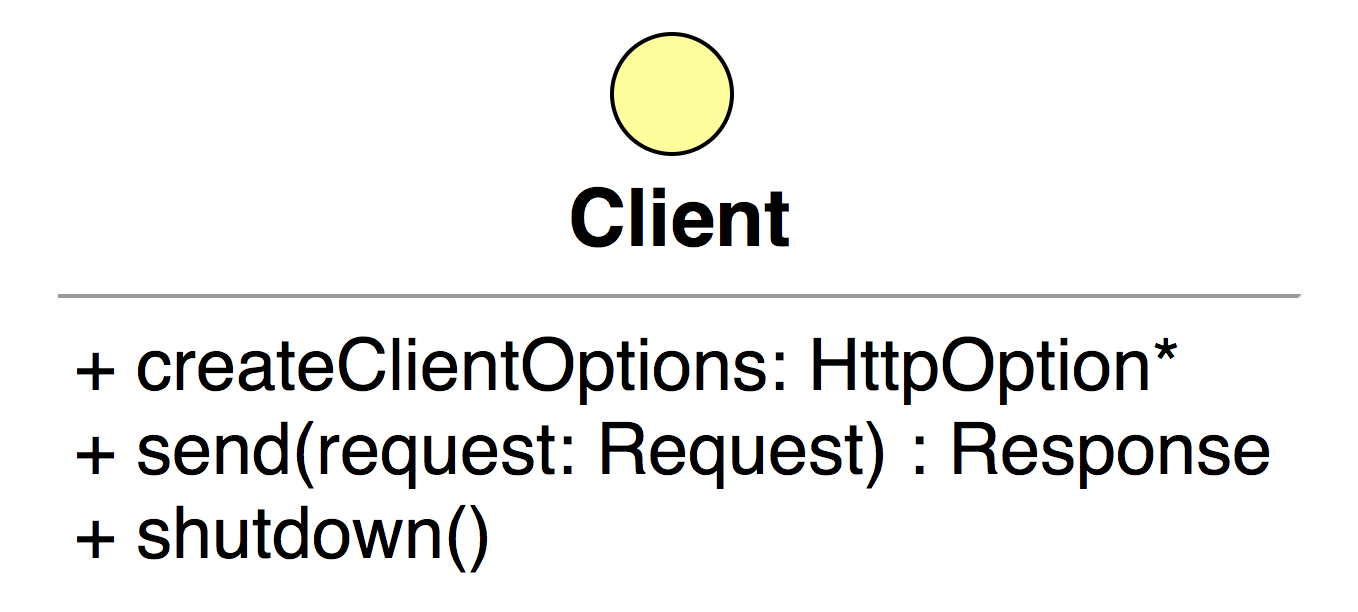 Client
+ createClientOptions: HttpOption*
+ send(request: Request) : Response
+ shutdown()